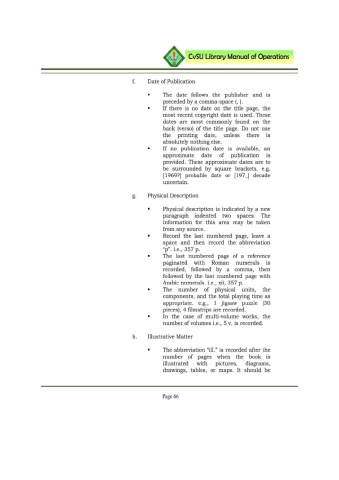 CvSU Library Manual of Operations
f. Date of Publication
• The date follows the publisher and is
preceded by a comma-space (, ).
• If there is no date on the title page, the
most recent copyright date is used. These
dates are most commonly found on the
back (verso) of the title page. Do not use
the printing date, unless there is
absolutely nothing else.
• If no publication date is available, an
approximate date of publication is
provided. These approximate dates are to
be surrounded by square brackets. e.g.
[1969?] probable date or [197_] decade
uncertain.
g. Physical Description
• Physical description is indicated by a new
paragraph indented two spaces. The
information for this area may be taken
from any source.
• Record the last numbered page, leave a
space and then record the abbreviation
"p". i.e., 357 p.
• The last numbered page of a reference
paginated with Roman numerals is
recorded, followed by a comma, then
followed by the last numbered page with
Arabic numerals. i.e., xii, 357 p.
• The number of physical units, the
components, and the total playing time as
appropriate. e.g., 1 jigsaw puzzle (30
pieces), 4 filmstrips are recorded.
• In the case of multi-volume works, the
number of volumes i.e., 5 v. is recorded.
h. Illustrative Matter
• The abbreviation "ill." is recorded after the
number of pages when the book is
illustrated with pictures, diagrams,
drawings, tables, or maps. It should be
Page 66